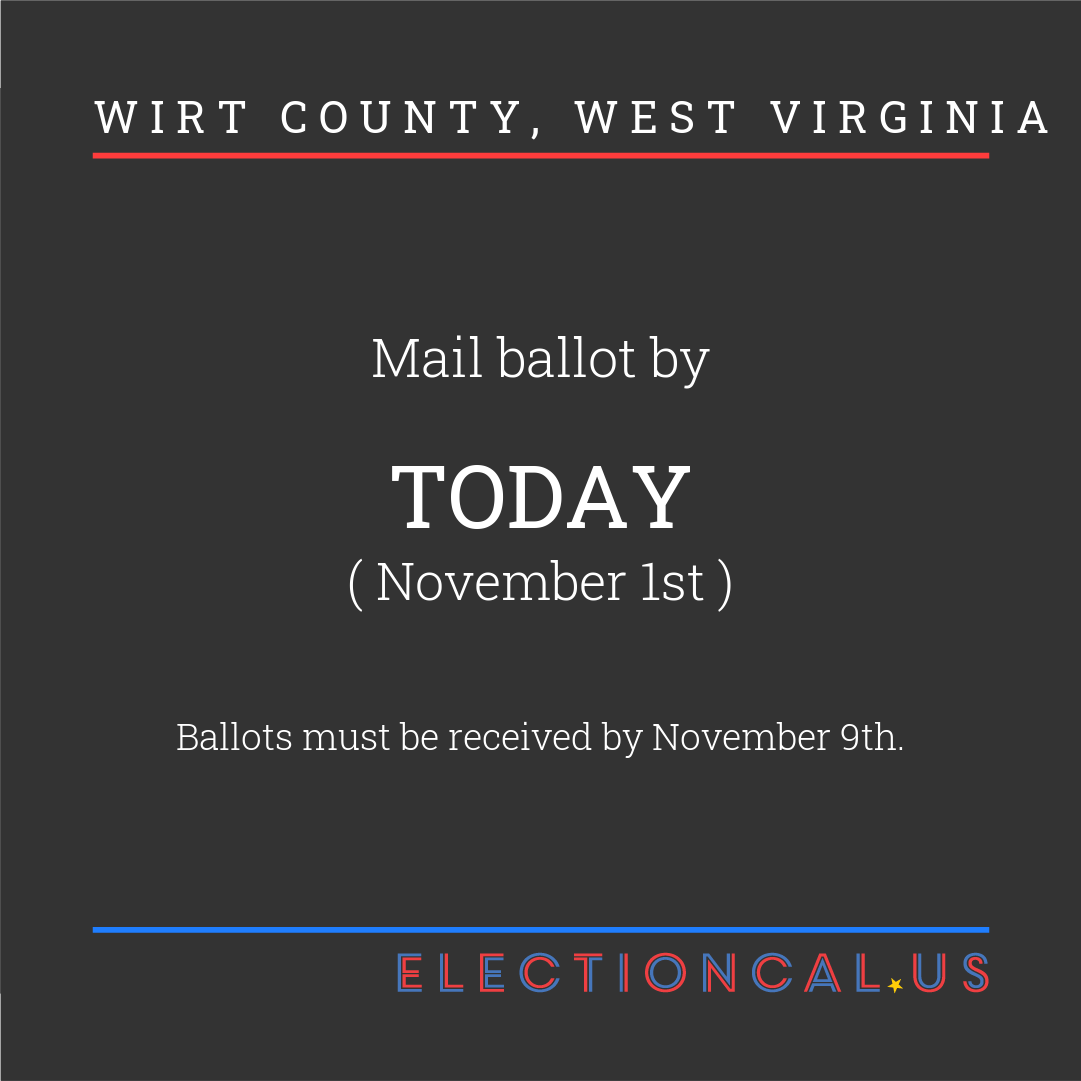 WIRT COUNTY, WEST VIRGINIA
Mail ballot by
TODAY
( November 1st )
Ballots must be received by November 9th.
ELECTIONCAL.US